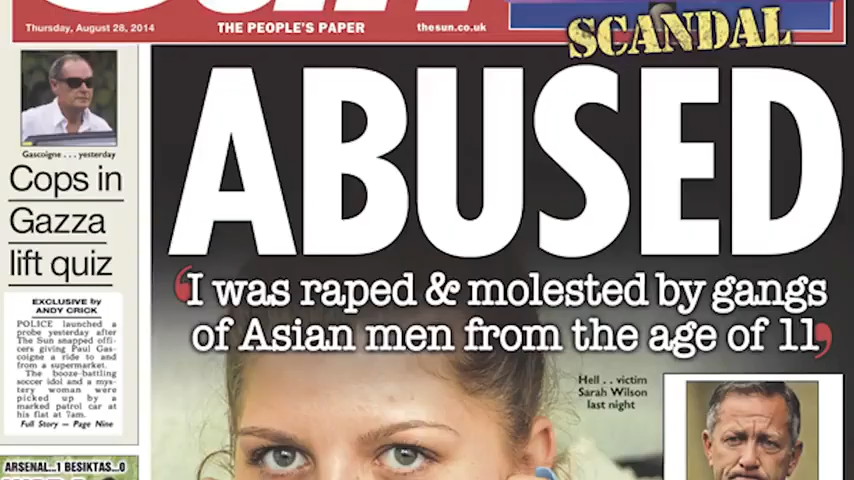 Thursday, August 28, 2014
THE PEOPLE'S PAPER
thesun.co.uk
SCANDAL
ABUSED
'I was raped & molested by gangs
of Asian men from the age of 11'
Gascoigne . . . yesterday
Cops in
Gazza
lift quiz
EXCLUSIVE by
ANDY CRICK
POLICE launched a
probe yesterday after
The Sun snapped offi-
cers giving Paul Gas-
coigne a ride to and
from a supermarket.
The booze-battling
soccer idol and a mys-
tery woman were
picked up by a
marked patrol car at
his flat at 7am.
Full Story — Page Nine
Hell . . victim
Sarah Wilson
last night
ARSENAL...1 BESIKTAS...0